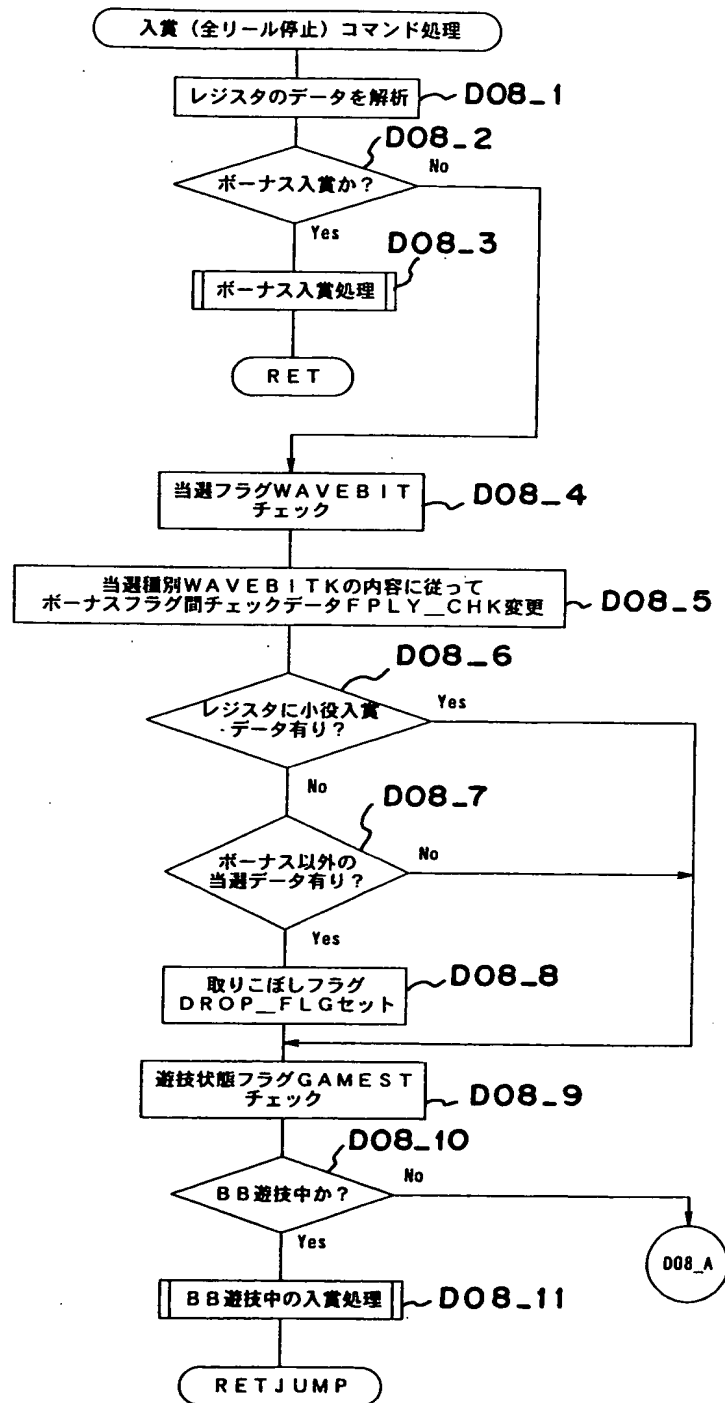 入賞（全リール停止）コマンド処理
レジスタのデータを解析
D08_1
D08_2
ボーナス入賞か？
No
Yes
D08_3
ボーナス入賞処理
RET
当選フラグWAVEBIT
チェック
D08_4
当選種別WAVEBITKの内容に従って
ボーナスフラグ間チェックデータFPLY__CHK変更
D08_5
D08_6
レジスタに小役入賞
データ有り？
Yes
No
D08_7
ボーナス以外の
当選データ有り？
No
Yes
取りこぼしフラグ
DROP__FLGセット
D08_8
遊技状態フラグGAMEST
チェック
D08_9
D08_10
BB遊技中か？
No
Yes
D08_A
BB遊技中の入賞処理
D08_11
RETJUMP